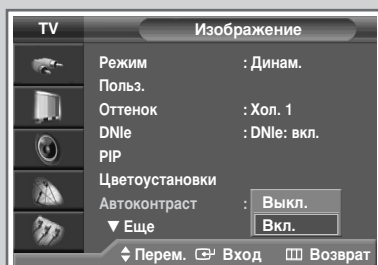 TV Изображение
Режим : Динам.
Польз.
Оттенок : Хол. 1
DNIe : DNIe: вкл.
PIP
Цветоустановки
Автоконтраст : Выкл.
▼ Еще Вкл.
Перем. Вход Возврат